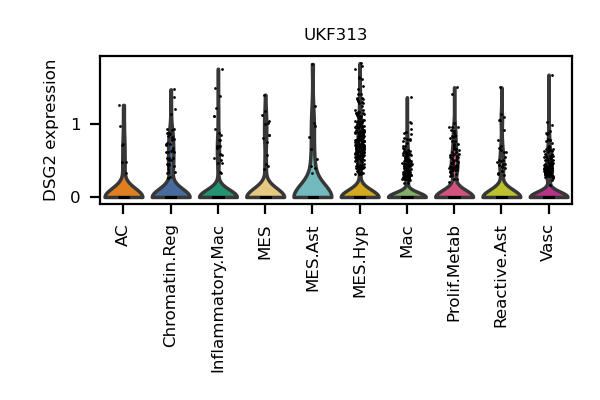 UKF313
DSG2 expression
1
0
AC
Chromatin.Reg
Inflammatory.Mac
MES
MES.Ast
MES.Hyp
Mac
Prolif.Metab
Reactive.Ast
Vasc